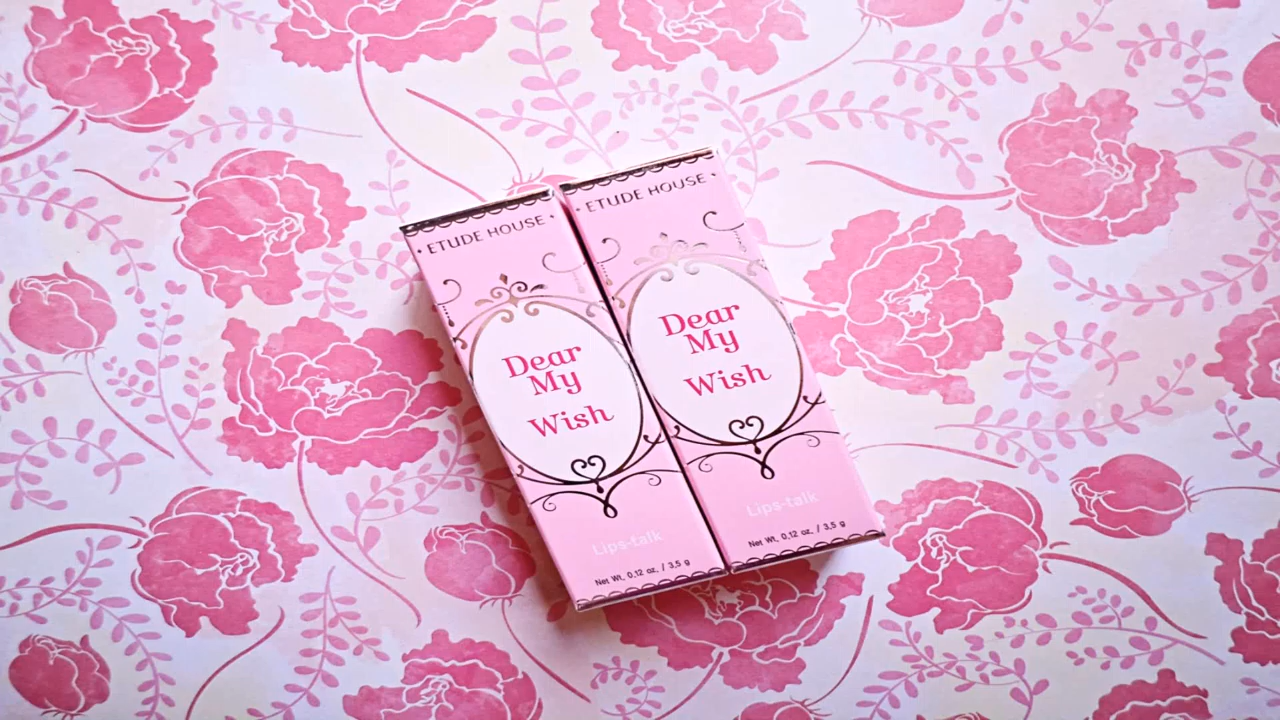 • ETUDE HOUSE •
Dear
My
Wish
Lips-talk
Net Wt. 0.12 oz. / 3.5 g
• ETUDE HOUSE •
Dear
My
Wish
Lips-talk
Net Wt. 0.12 oz. / 3.5 g